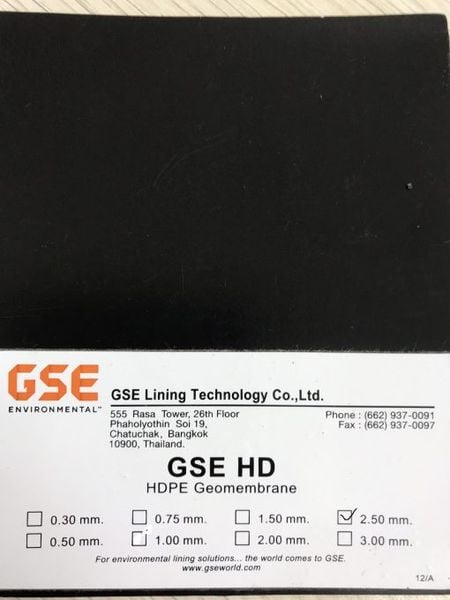 GSE
ENVIRONMENTAL™
GSE Lining Technology Co.,Ltd.
555 Rasa Tower, 26th Floor
Phaholyothin Soi 19,
Chatuchak, Bangkok
10900, Thailand.
Phone : (662) 937-0091
Fax : (662) 937-0097
GSE HD
HDPE Geomembrane
0.30 mm. 0.75 mm. 1.50 mm. 2.50 mm.
0.50 mm. 1.00 mm. 2.00 mm. 3.00 mm.
For environmental lining solutions... the world comes to GSE.
www.gseworld.com
12/A